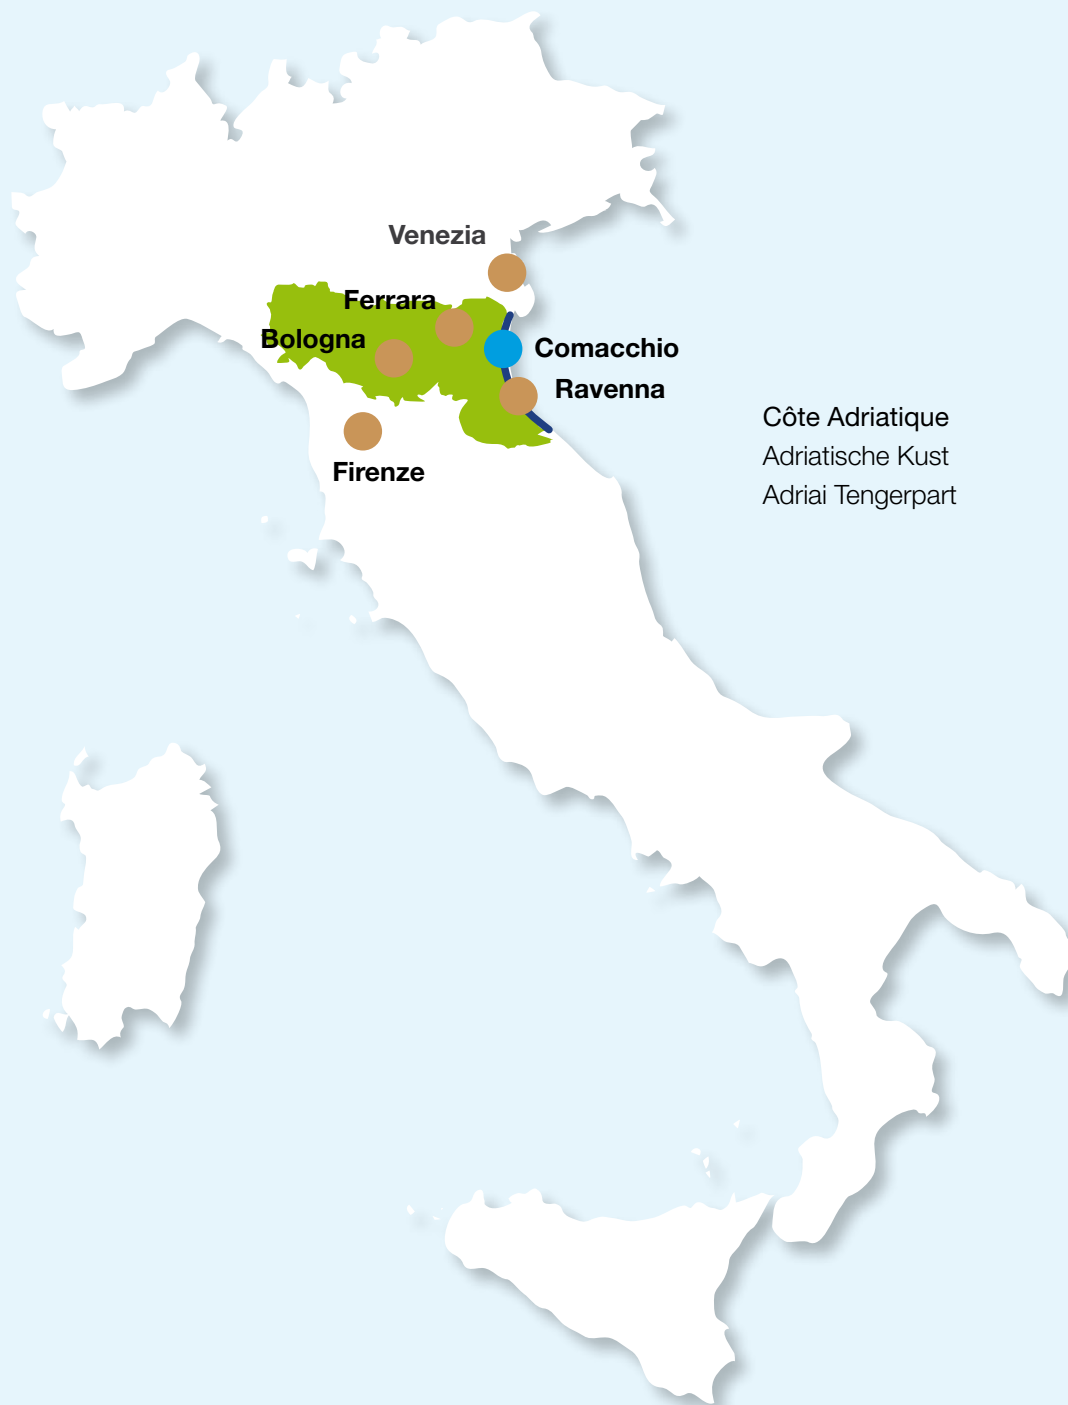 Venezia
Ferrara
Bologna
Comacchio
Ravenna
Côte Adriatique
Adriatische Kust
Firenze
Adriai Tengerpart